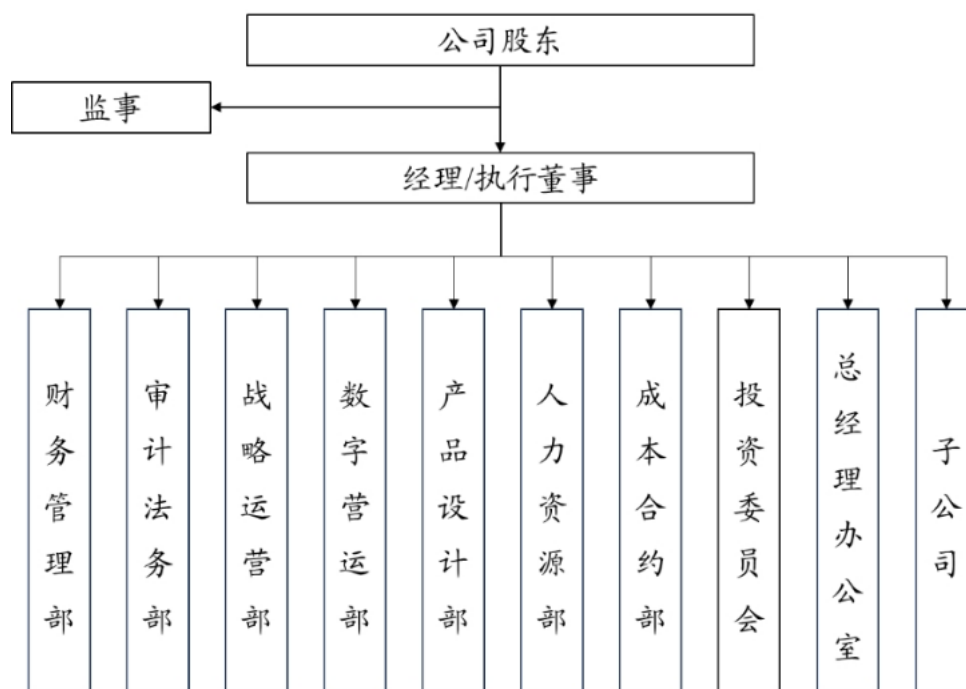 公司股东
监事
经理/执行董事
财务管理部
审计法务部
战略运营部
数字营运部
产品设计部
人力资源部
成本合约部
投资委员会
总经理办公室
子公司